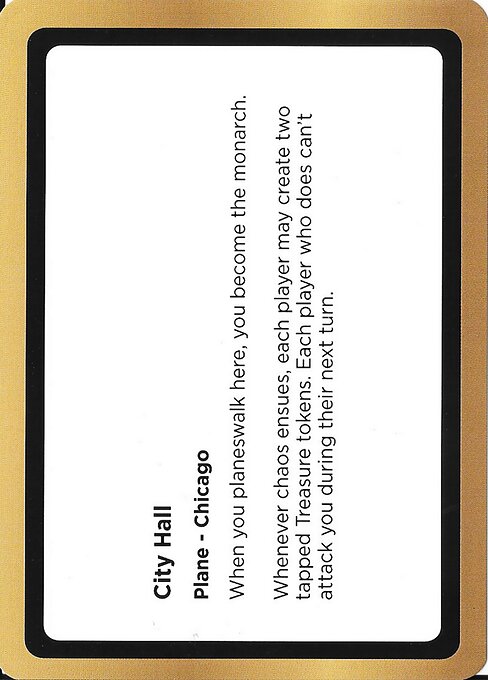 City Hall
Plane - Chicago
When you planeswalk here, you become the monarch.
Whenever chaos ensues, each player may create two
tapped Treasure tokens. Each player who does can't
attack you during their next turn.